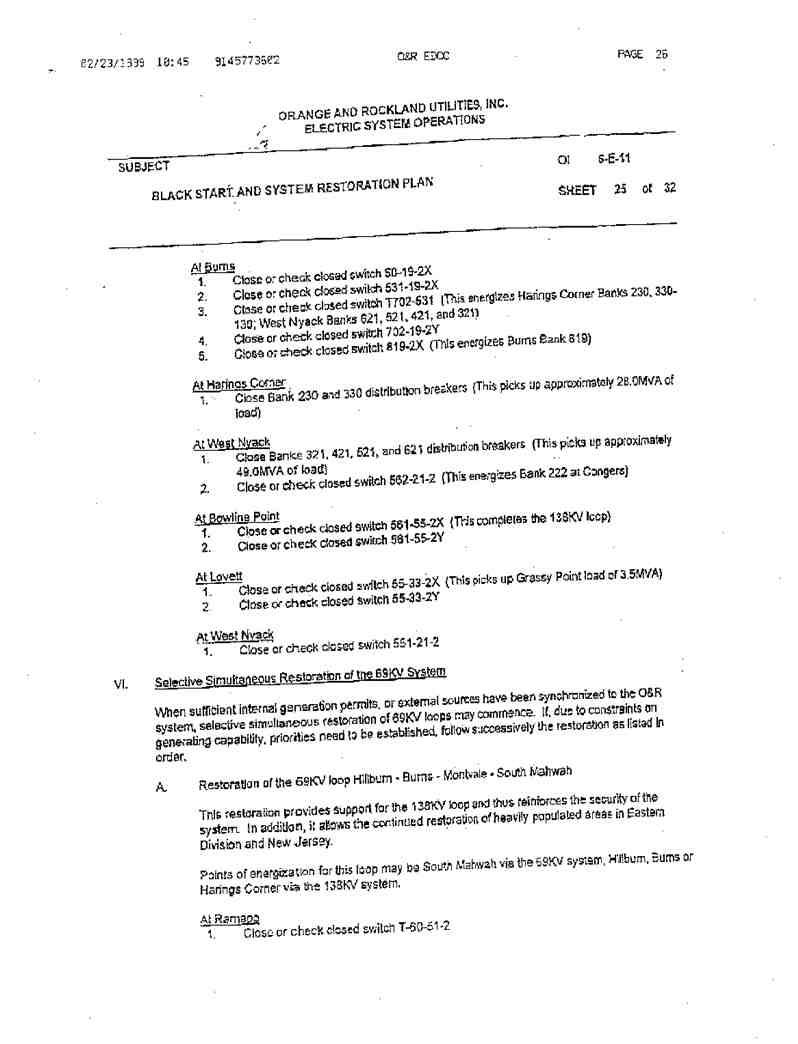 02/23/1999 10:45 9145773602 O&R EDCC PAGE 26
ORANGE AND ROCKLAND UTILITIES, INC.
ELECTRIC SYSTEM OPERATIONS
SUBJECT
OI 6-E-11
BLACK START AND SYSTEM RESTORATION PLAN
SHEET 25 of 32
At Burns
1. Close or check closed switch 50-19-2X
2. Close or check closed switch 531-19-2X
3. Close or check closed switch T702-531 (This energizes Harings Corner Banks 230, 330-
130; West Nyack Banks 621, 521, 421, and 321)
4. Close or check closed switch 702-19-2Y
5. Close or check closed switch 819-2X (This energizes Burns Bank 819)
At Harings Corner
1. Close Bank 230 and 330 distribution breakers (This picks up approximately 28.0MVA of
load)
At West Nyack
1. Close Banks 321, 421, 521, and 621 distribution breakers (This picks up approximately
49.0MVA of load)
2. Close or check closed switch 562-21-2 (This energizes Bank 222 at Congers)
At Bowline Point
1. Close or check closed switch 561-55-2X (This completes the 138KV loop)
2. Close or check closed switch 561-55-2Y
At Lovett
1. Close or check closed switch 55-33-2X (This picks up Grassy Point load of 3.5MVA)
2. Close or check closed switch 55-33-2Y
At West Nyack
1. Close or check closed switch 551-21-2
VI. Selective Simultaneous Restoration of the 69KV System
When sufficient internal generation permits, or external sources have been synchronized to the O&R
system, selective simultaneous restoration of 69KV loops may commence. If, due to constraints on
generating capability, priorities need to be established, follow successively the restoration as listed in
order.
A. Restoration of the 69KV loop Hillburn - Burns - Montvale - South Mahwah
This restoration provides support for the 138KV loop and thus reinforces the security of the
system. In addition, it allows the continued restoration of heavily populated areas in Eastern
Division and New Jersey.
Points of energization for this loop may be South Mahwah via the 69KV system, Hillburn, Burns or
Harings Corner via the 138KV system.
At Ramapo
1. Close or check closed switch T-60-51-2